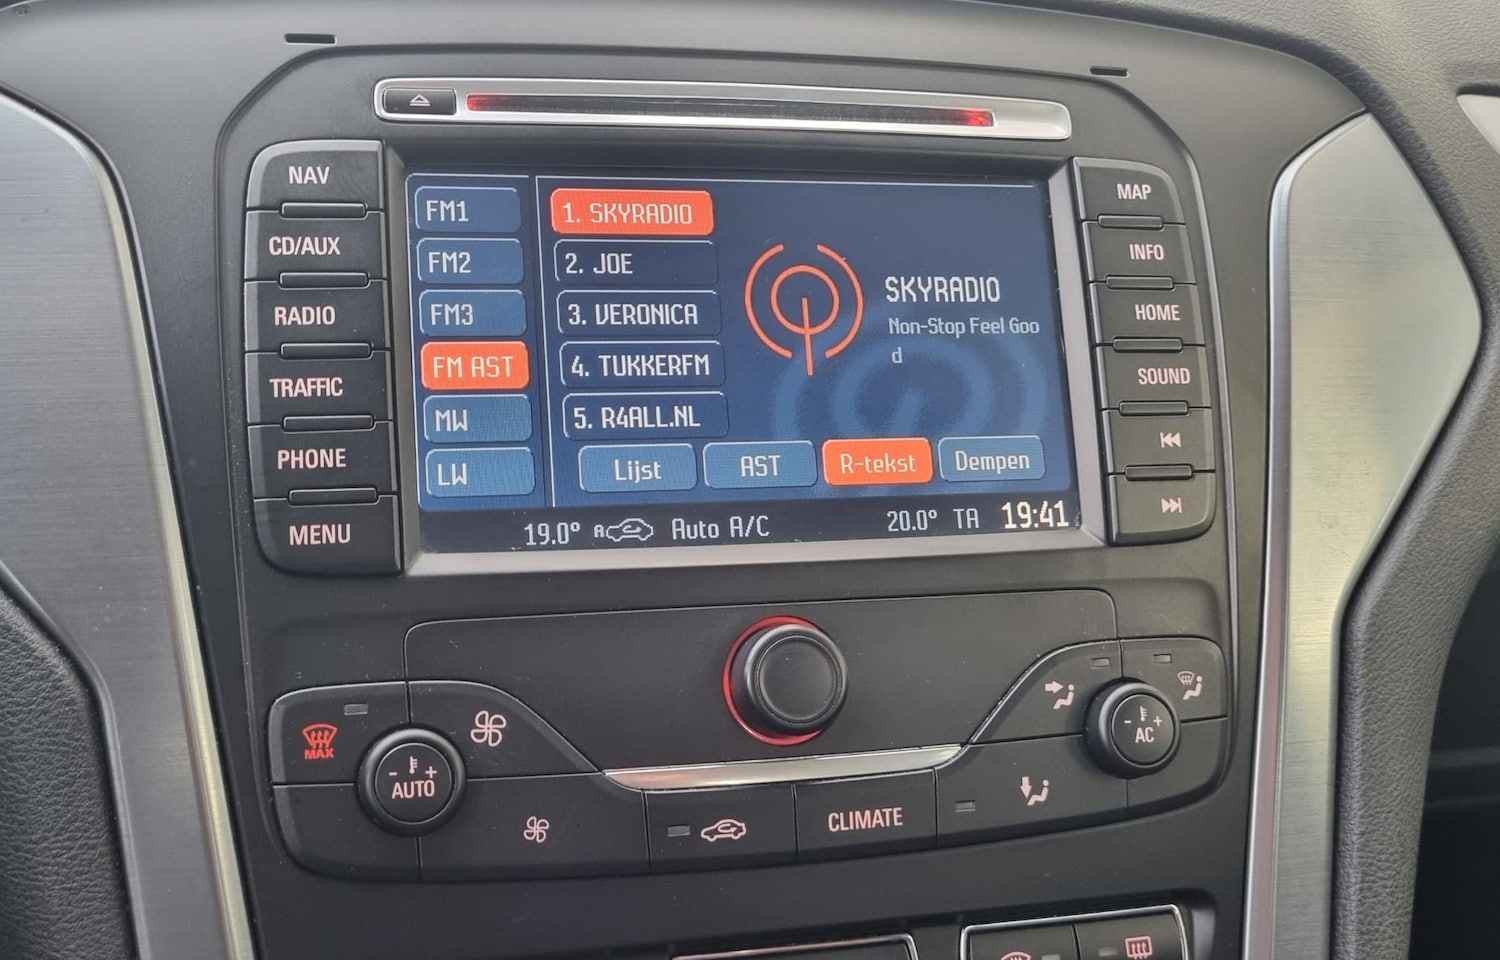 NAV
CD/AUX
RADIO
TRAFFIC
PHONE
MENU
FM1
FM2
FM3
FM AST
MW
LW
1. SKYRADIO
2. JOE
3. VERONICA
4. TUKKERFM
5. R4ALL.NL
SKYRADIO
Non-Stop Feel Goo
d
Lijst
AST
R-tekst
Dempen
19.0° A Auto A/C 20.0° TA 19:41
MAP
INFO
HOME
SOUND
MAX
- +
AUTO
CLIMATE
- +
AC